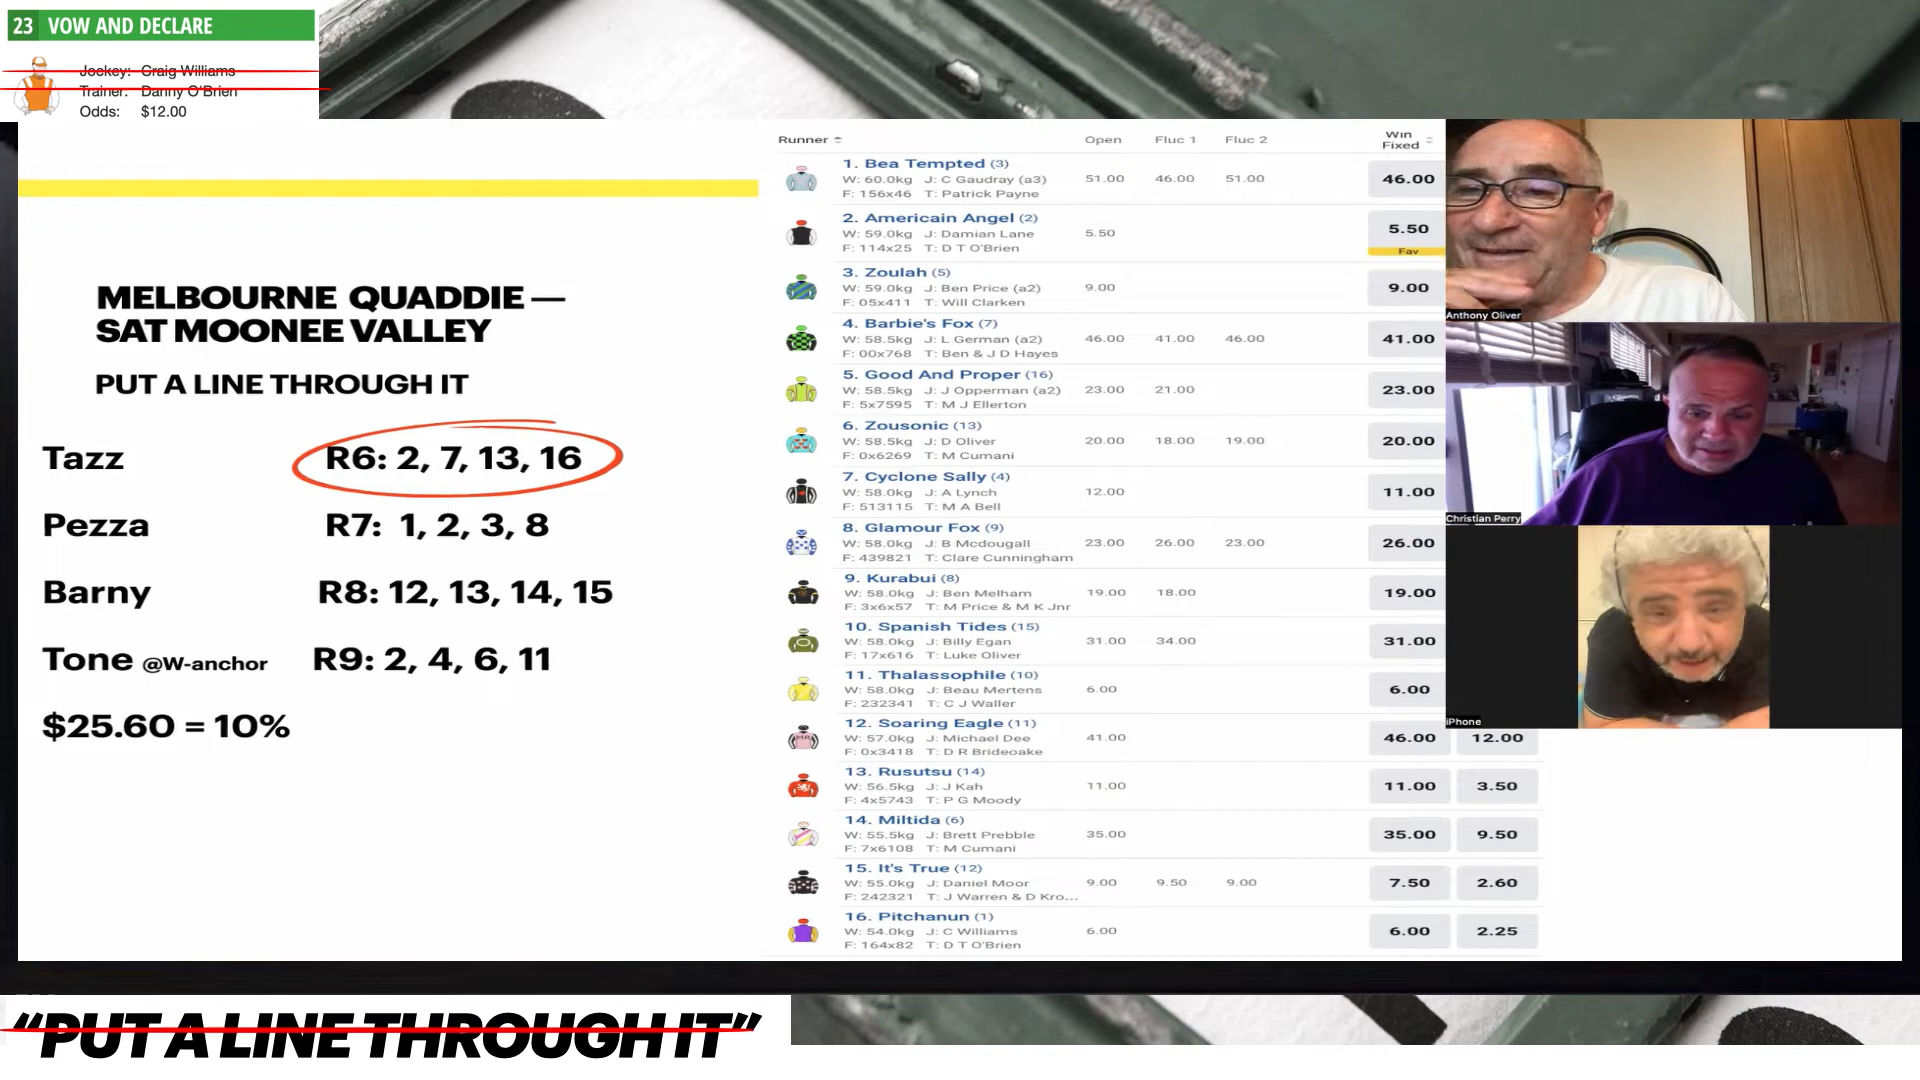 23 VOW AND DECLARE
Jockey: Craig Williams
Trainer: Danny O'Brien
Odds: $12.00
MELBOURNE QUADDIE —
SAT MOONEE VALLEY
PUT A LINE THROUGH IT
Tazz R6: 2, 7, 13, 16
Pezza R7: 1, 2, 3, 8
Barny R8: 12, 13, 14, 15
Tone @W-anchor R9: 2, 4, 6, 11
$25.60 = 10%
Runner Open Fluc 1 Fluc 2 Win Fixed
1. Bea Tempted (3)
W: 60.0kg J: C Gaudray (a3) 51.00 46.00 51.00 46.00
F: 156x46 T: Patrick Payne
2. Americain Angel (2)
W: 59.0kg J: Damian Lane 5.50 5.50
F: 114x25 T: D T O'Brien Fav
3. Zoulah (5)
W: 59.0kg J: Ben Price (a2) 9.00 9.00
F: 05x411 T: Will Clarken
4. Barbie's Fox (7)
W: 58.5kg J: L German (a2) 46.00 41.00 46.00 41.00
F: 00x768 T: Ben & J D Hayes
5. Good And Proper (16)
W: 58.5kg J: J Opperman (a2) 23.00 21.00 23.00
F: 5x7595 T: M J Ellerton
6. Zousonic (13)
W: 58.5kg J: D Oliver 20.00 18.00 19.00 20.00
F: 0x6269 T: M Cumani
7. Cyclone Sally (4)
W: 58.0kg J: A Lynch 12.00 11.00
F: 513115 T: M A Bell
8. Glamour Fox (9)
W: 58.0kg J: B Mcdougall 23.00 26.00 23.00 26.00
F: 439821 T: Clare Cunningham
9. Kurabui (8)
W: 58.0kg J: Ben Melham 19.00 18.00 19.00
F: 3x6x57 T: M Price & M K Jnr
10. Spanish Tides (15)
W: 58.0kg J: Billy Egan 31.00 34.00 31.00
F: 17x616 T: Luke Oliver
11. Thalassophile (10)
W: 58.0kg J: Beau Mertens 6.00 6.00
F: 232341 T: C J Waller
12. Soaring Eagle (11)
W: 57.0kg J: Michael Dee 41.00 46.00 12.00
F: 0x3418 T: D R Brideoake
13. Rusutsu (14)
W: 56.5kg J: J Kah 11.00 11.00 3.50
F: 4x5743 T: P G Moody
14. Miltida (6)
W: 55.5kg J: Brett Prebble 35.00 35.00 9.50
F: 7x6108 T: M Cumani
15. It's True (12)
W: 55.0kg J: Daniel Moor 9.00 9.50 9.00 7.50 2.60
F: 242321 T: J Warren & D Kro...
16. Pitchanun (1)
W: 54.0kg J: C Williams 6.00 6.00 2.25
F: 164x82 T: D T O'Brien
Anthony Oliver
Christian Perry
iPhone
"PUT A LINE THROUGH IT"